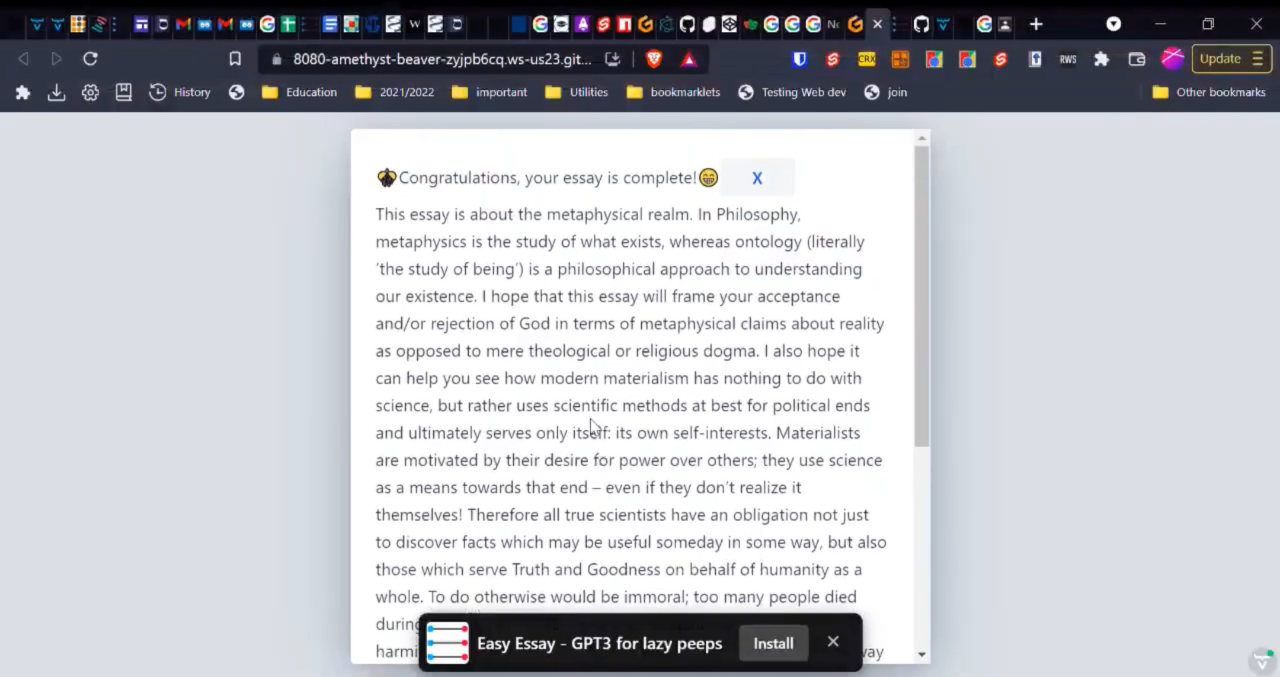 8080-amethyst-beaver-zyjpb6cq.ws-us23.git...
CRX
RWS
Update
History
Education
2021/2022
important
Utilities
bookmarklets
Testing Web dev
join
Other bookmarks
Congratulations, your essay is complete!
X
This essay is about the metaphysical realm. In Philosophy,
metaphysics is the study of what exists, whereas ontology (literally
'the study of being') is a philosophical approach to understanding
our existence. I hope that this essay will frame your acceptance
and/or rejection of God in terms of metaphysical claims about reality
as opposed to mere theological or religious dogma. I also hope it
can help you see how modern materialism has nothing to do with
science, but rather uses scientific methods at best for political ends
and ultimately serves only itself: its own self-interests. Materialists
are motivated by their desire for power over others; they use science
as a means towards that end – even if they don't realize it
themselves! Therefore all true scientists have an obligation not just
to discover facts which may be useful someday in some way, but also
those which serve Truth and Goodness on behalf of humanity as a
whole. To do otherwise would be immoral; too many people died
Easy Essay - GPT3 for lazy peeps
Install